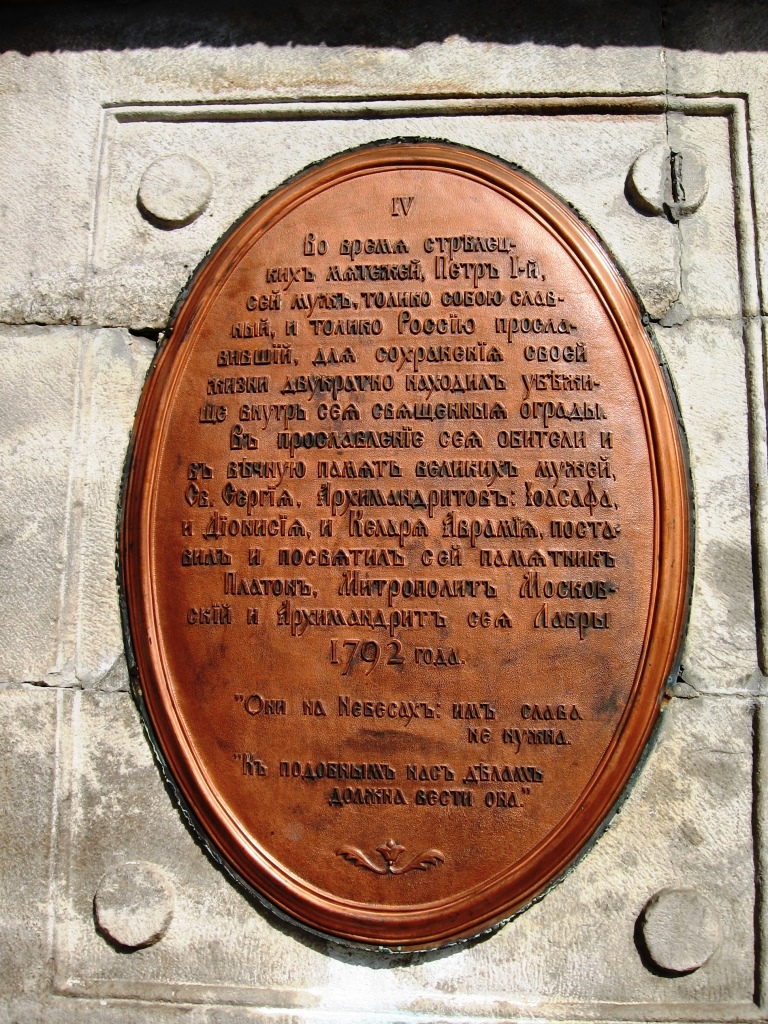 IV
Во время стрѣлец-
кихъ мятежей, Петръ I-й,
сей мужъ, толико собою слав-
ный, и толико Россію просла-
вившій, для сохраненія своей
жизни двукратно находилъ убѣжи-
ще внутрь сея священныя ограды.
Въ прославленіе сея обители и
въ вѣчную память великихъ мужей,
Св. Сергія, Архимандритовъ: Іоасафа,
и Діонисія, и Келаря Аврамія, поста-
вилъ и посвятилъ сей памятникъ
Платонъ, Митрополитъ Москов-
скій и Архимандритъ сея Лавры
1792 года.
"Они на Небесахъ: имъ слава
не нужна.
"Къ подобнымъ насъ дѣламъ
должна вести она."